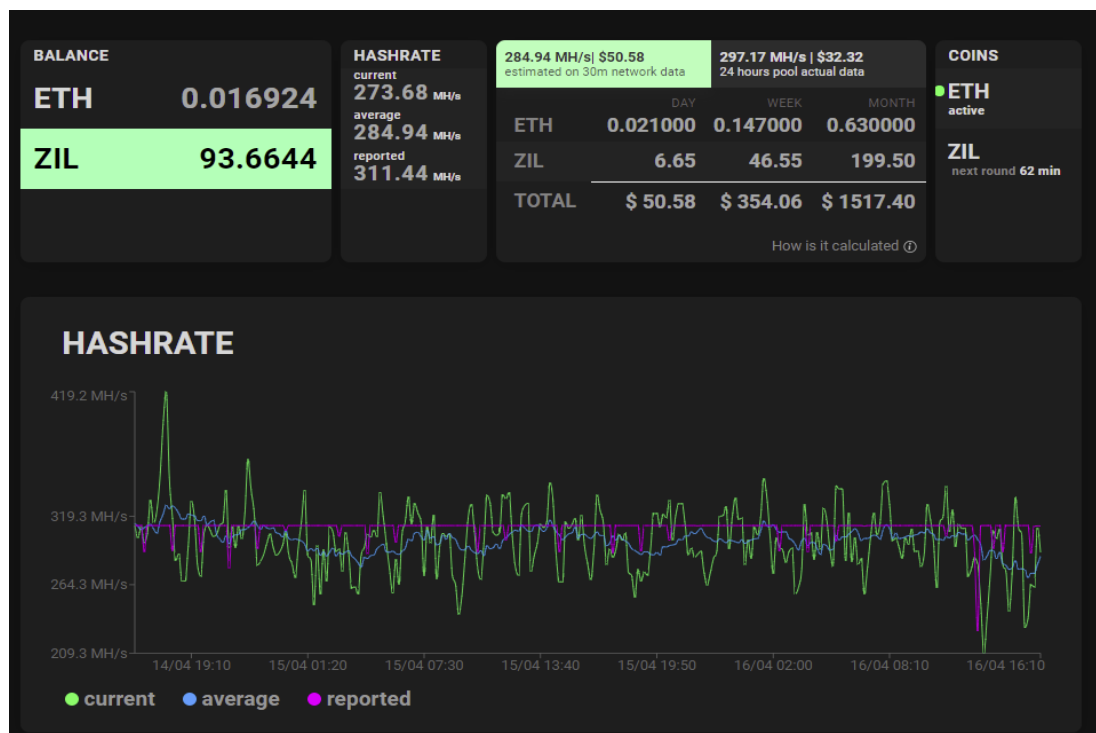 BALANCE
ETH 0.016924
ZIL 93.6644
HASHRATE
current
273.68 MH/s
average
284.94 MH/s
reported
311.44 MH/s
284.94 MH/s| $50.58
estimated on 30m network data
297.17 MH/s | $32.32
24 hours pool actual data
DAY WEEK MONTH
ETH 0.021000 0.147000 0.630000
ZIL 6.65 46.55 199.50
TOTAL $ 50.58 $ 354.06 $ 1517.40
How is it calculated
COINS
ETH
active
ZIL
next round 62 min
HASHRATE
419.2 MH/s
319.3 MH/s
264.3 MH/s
209.3 MH/s
14/04 19:10 15/04 01:20 15/04 07:30 15/04 13:40 15/04 19:50 16/04 02:00 16/04 08:10 16/04 16:10
current average reported